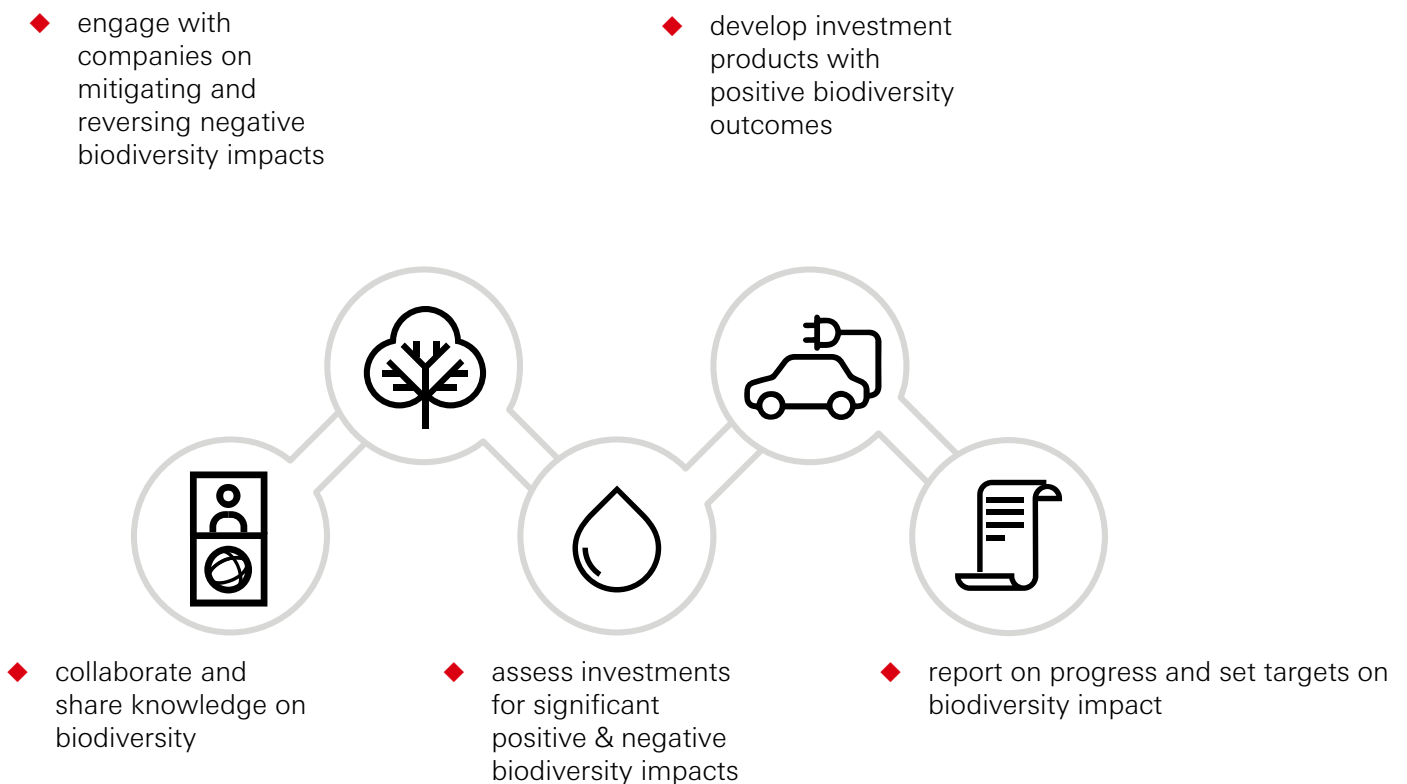 engage with
companies on
mitigating and
reversing negative
biodiversity impacts
develop investment
products with
positive biodiversity
outcomes
collaborate and
share knowledge on
biodiversity
assess investments
for significant
positive & negative
biodiversity impacts
report on progress and set targets on
biodiversity impact